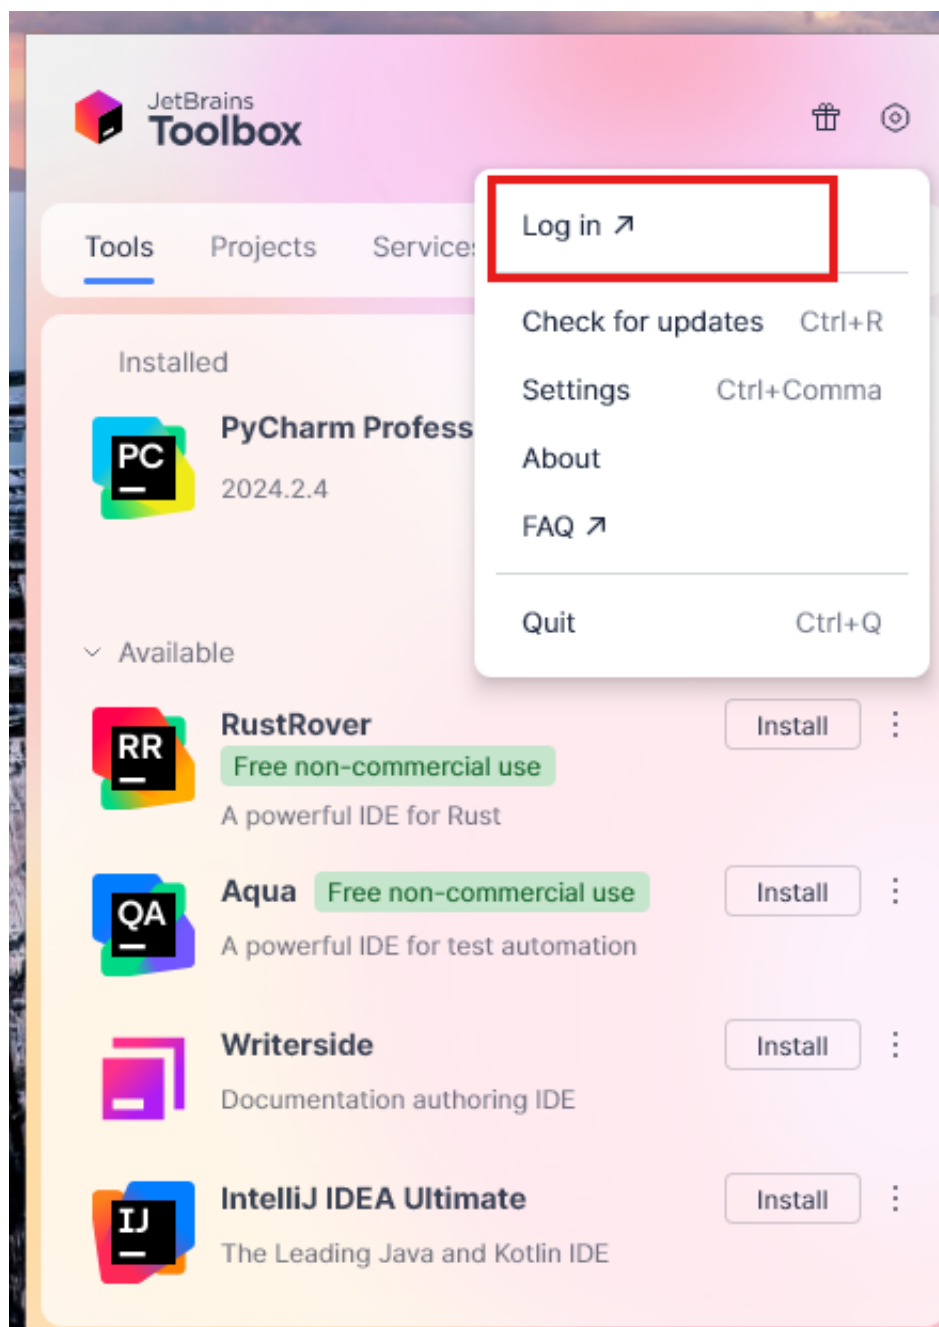 JetBrains
Toolbox
Log in ↗
Tools Projects Services
Check for updates Ctrl+R
Installed
Settings Ctrl+Comma
PyCharm Profess
PC
About
2024.2.4
FAQ ↗
Quit Ctrl+Q
Available
RustRover Install
RR
Free non-commercial use
A powerful IDE for Rust
Aqua Free non-commercial use Install
QA
A powerful IDE for test automation
Writerside Install
Documentation authoring IDE
IntelliJ IDEA Ultimate Install
IJ
The Leading Java and Kotlin IDE